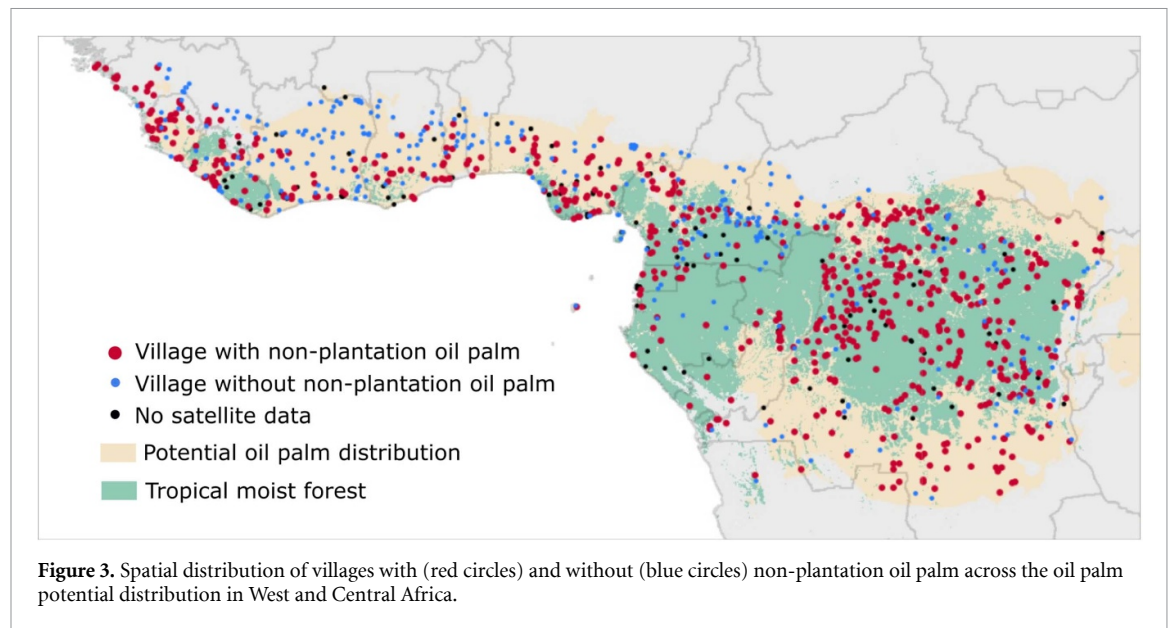 Village with non-plantation oil palm
Village without non-plantation oil palm
No satellite data
Potential oil palm distribution
Tropical moist forest
Figure 3. Spatial distribution of villages with (red circles) and without (blue circles) non-plantation oil palm across the oil palm
potential distribution in West and Central Africa.